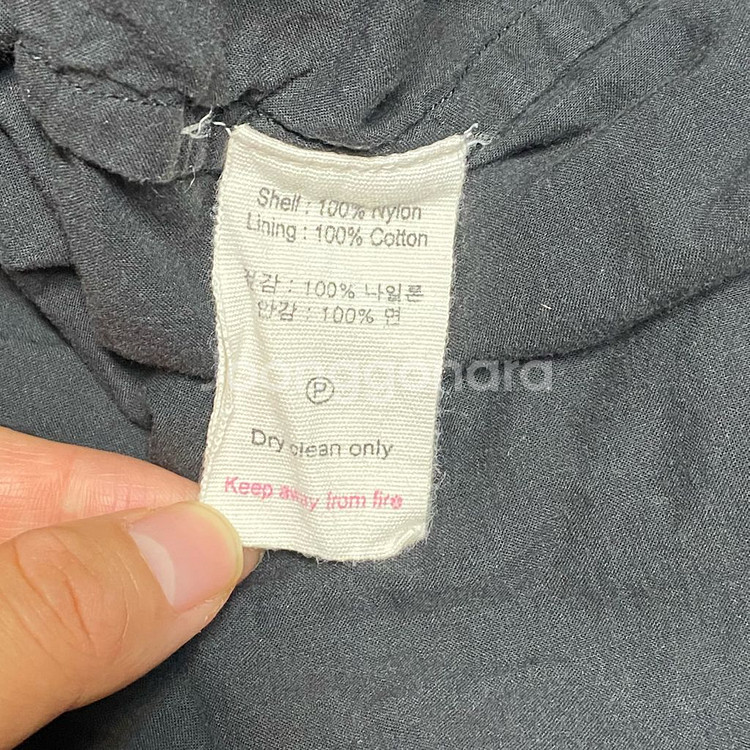 Shell : 100% Nylon
Lining : 100% Cotton
겉감 : 100% 나일론
안감 : 100% 면
P
Dry clean only
Keep away from fire
Joonggonara